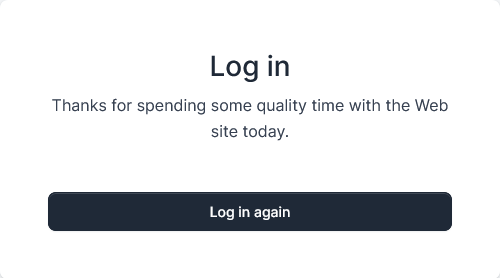 Log in
Thanks for spending some quality time with the Web
site today.
Log in again